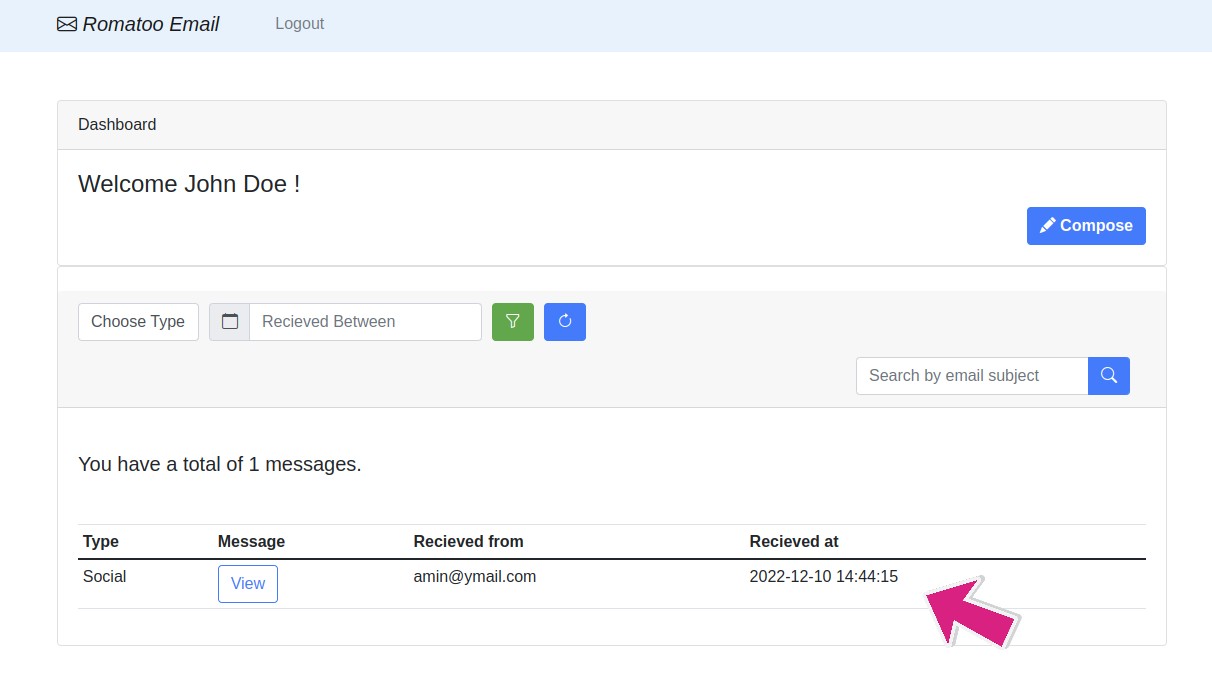 Romatoo Email Logout
Dashboard
Welcome John Doe !
Compose
Choose Type Recieved Between
Search by email subject
You have a total of 1 messages.
Type Message Recieved from Recieved at
Social View amin@ymail.com 2022-12-10 14:44:15